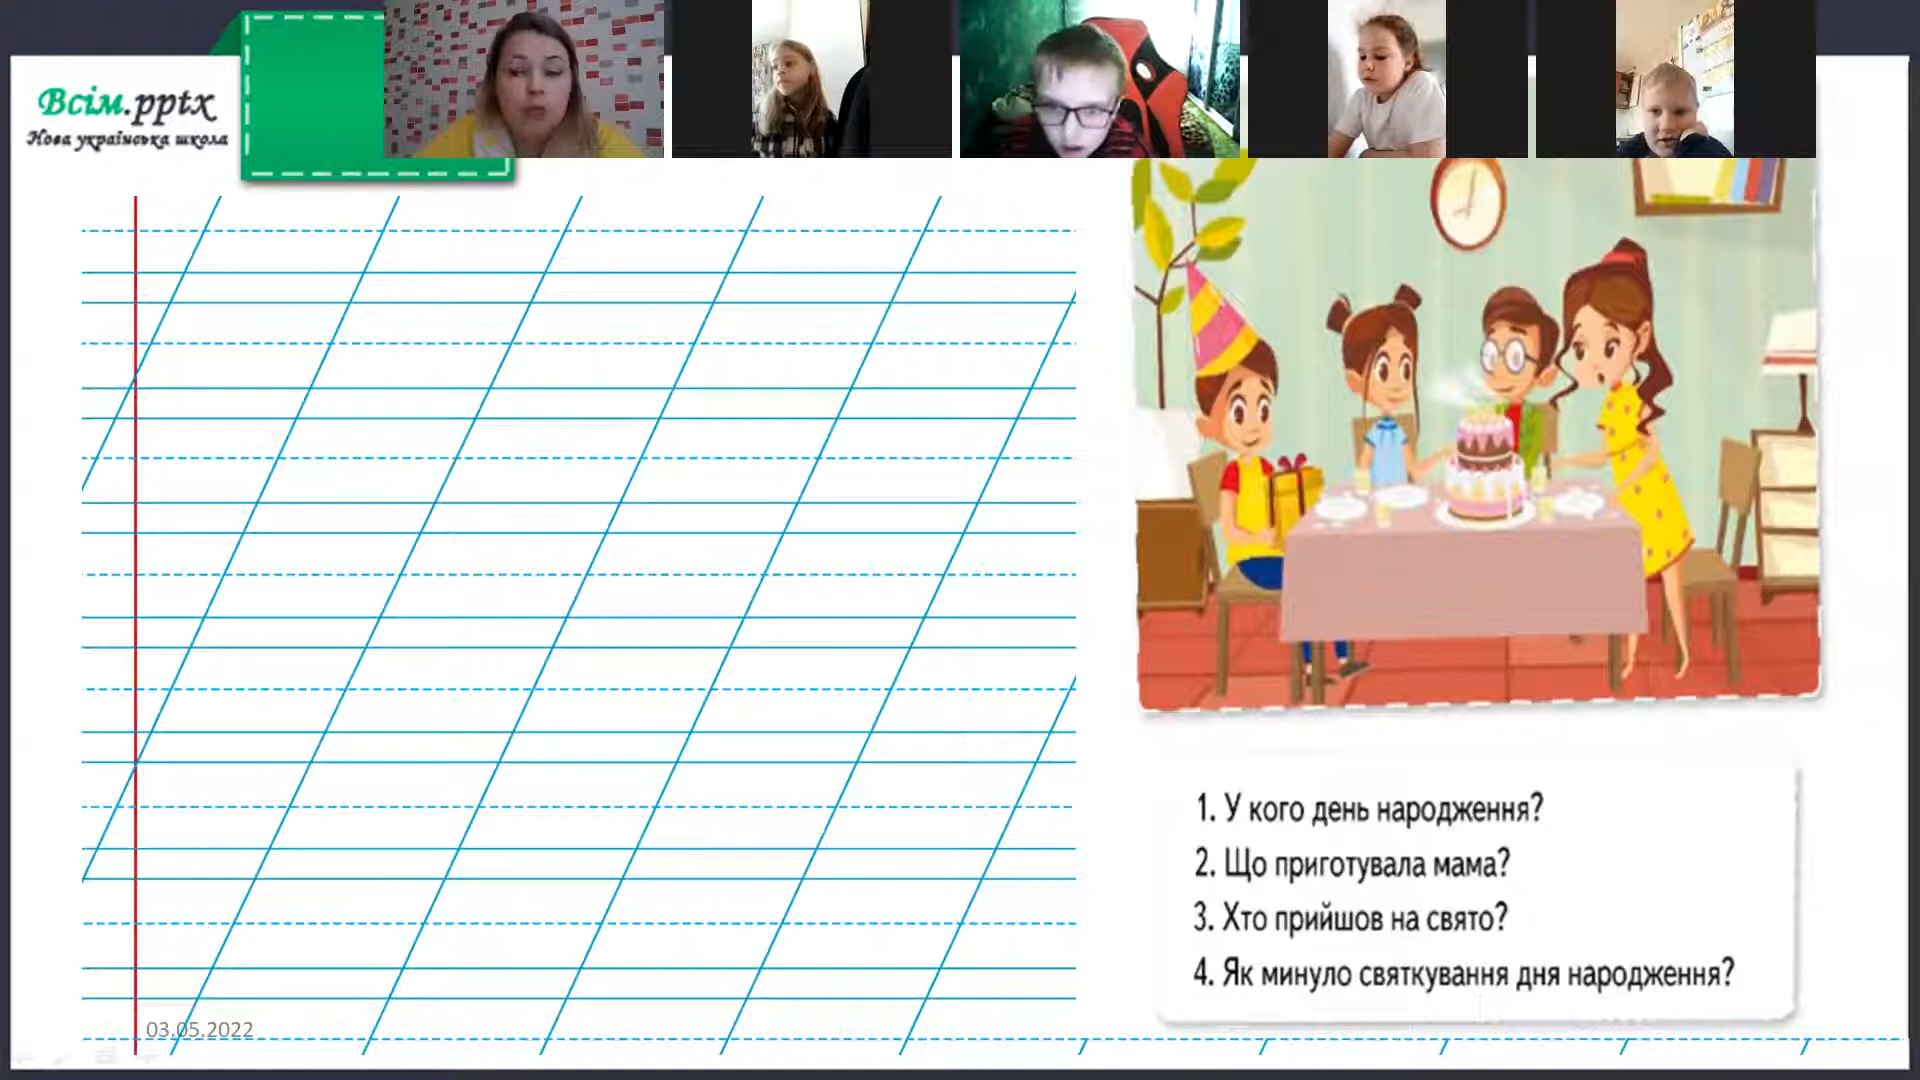 Всім.pptx
Нова українська школа
1. У кого день народження?
2. Що приготувала мама?
3. Хто прийшов на свято?
4. Як минуло святкування дня народження?
03.05.2022